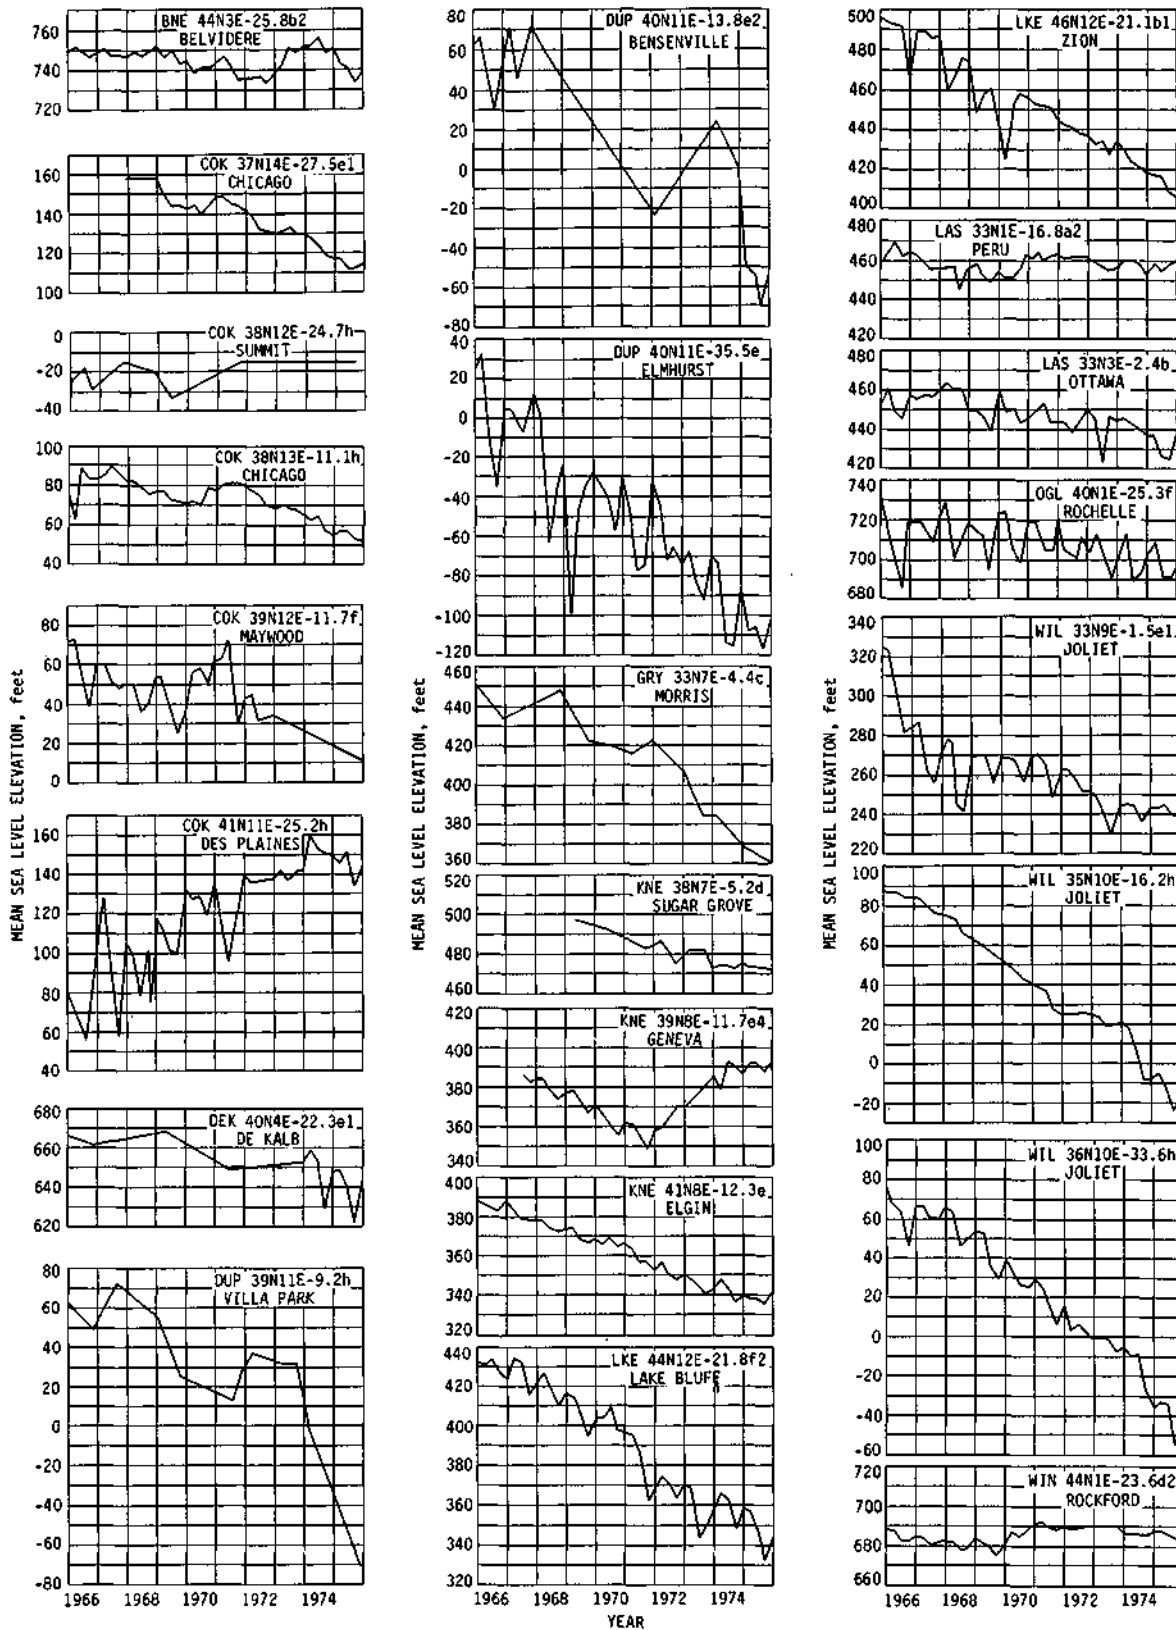 BNE 44N3E-25.8b2
BELVIDERE
760
740
720
COK 37N14E-27.5e1
CHICAGO
160
140
120
100
COK 38N12E-24.7h
SUMMIT
0
-20
-40
COK 38N13E-11.1h
CHICAGO
100
80
60
40
COK 39N12E-11.7f
MAYWOOD
80
60
40
20
0
COK 41N11E-25.2h
DES PLAINES
160
140
120
100
80
60
40
DEK 40N4E-22.3e1
DE KALB
680
660
640
620
DUP 39N11E-9.2h
VILLA PARK
80
60
40
20
0
-20
-40
-60
-80
1966 1968 1970 1972 1974
MEAN SEA LEVEL ELEVATION, feet
DUP 40N11E-13.8e2
BENSENVILLE
80
60
40
20
0
-20
-40
-60
-80
DUP 40N11E-35.5e
ELMHURST
40
20
0
-20
-40
-60
-80
-100
-120
GRY 33N7E-4.4c
MORRIS
460
440
420
400
380
360
KNE 38N7E-5.2d
SUGAR GROVE
520
500
480
460
KNE 39N8E-11.7e4
GENEVA
420
400
380
360
340
KNE 41N8E-12.3e
ELGIN
400
380
360
340
320
LKE 44N12E-21.8f2
LAKE BLUFF
440
420
400
380
360
340
320
1966 1968 1970 1972 1974
YEAR
MEAN SEA LEVEL ELEVATION, feet
LKE 46N12E-21.1b1
ZION
500
480
460
440
420
400
LAS 33N1E-16.8a2
PERU
480
460
440
420
LAS 33N3E-2.4b
OTTAWA
480
460
440
420
OGL 40N1E-25.3f
ROCHELLE
740
720
700
680
WIL 33N9E-1.5e1
JOLIET
340
320
300
280
260
240
220
WIL 35N10E-16.2h
JOLIET
100
80
60
40
20
0
-20
WIL 36N10E-33.6h
JOLIET
100
80
60
40
20
0
-20
-40
-60
WIN 44N1E-23.6d2
ROCKFORD
720
700
680
660
1966 1968 1970 1972 1974
MEAN SEA LEVEL ELEVATION, feet